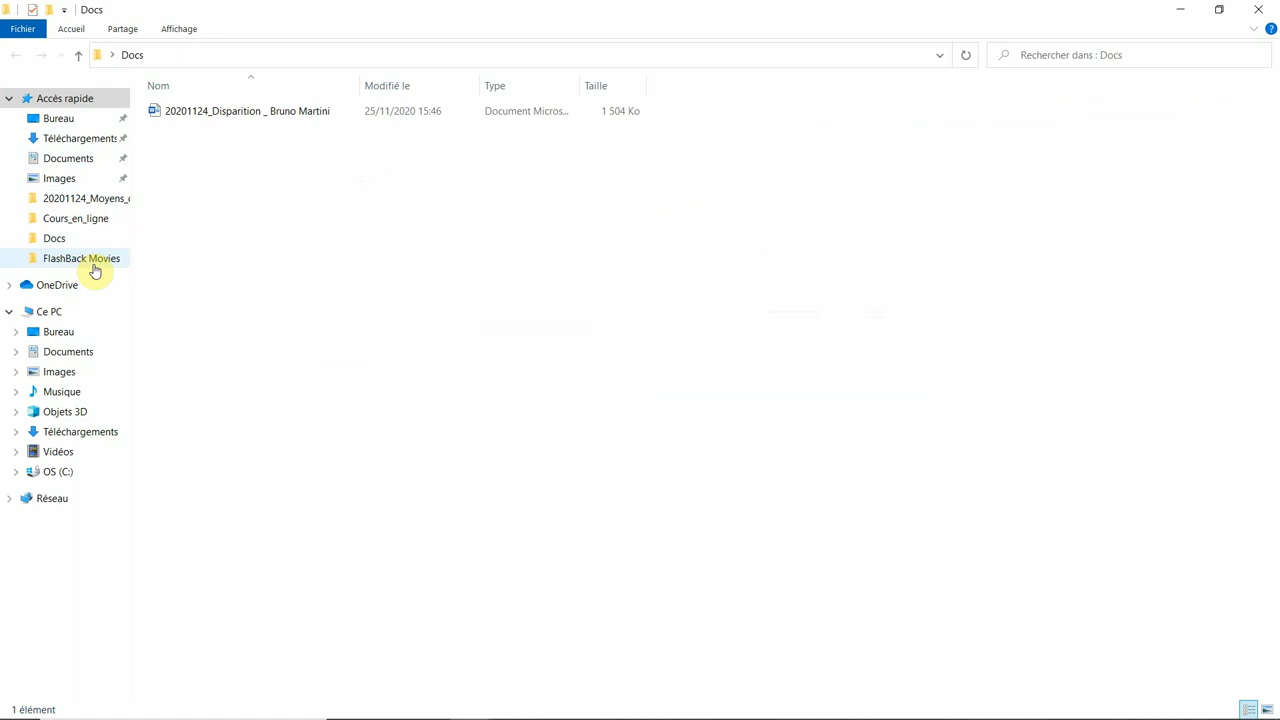 Docs
Fichier Accueil Partage Affichage
Docs
Rechercher dans : Docs
Nom Modifié le Type Taille
20201124_Disparition _ Bruno Martini 25/11/2020 15:46 Document Micros... 1 504 Ko
Accès rapide
Bureau
Téléchargements
Documents
Images
20201124_Moyens_c
Cours_en_ligne
Docs
FlashBack Movies
OneDrive
Ce PC
Bureau
Documents
Images
Musique
Objets 3D
Téléchargements
Vidéos
OS (C:)
Réseau
1 élément